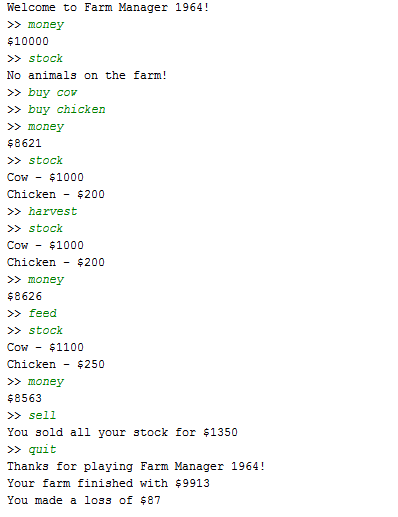 Welcome to Farm Manager 1964!
>> money
$10000
>> stock
No animals on the farm!
>> buy cow
>> buy chicken
>> money
$8621
>> stock
Cow - $1000
Chicken - $200
>> harvest
>> stock
Cow - $1000
Chicken - $200
>> money
$8626
>> feed
>> stock
Cow - $1100
Chicken - $250
>> money
$8563
>> sell
You sold all your stock for $1350
>> quit
Thanks for playing Farm Manager 1964!
Your farm finished with $9913
You made a loss of $87